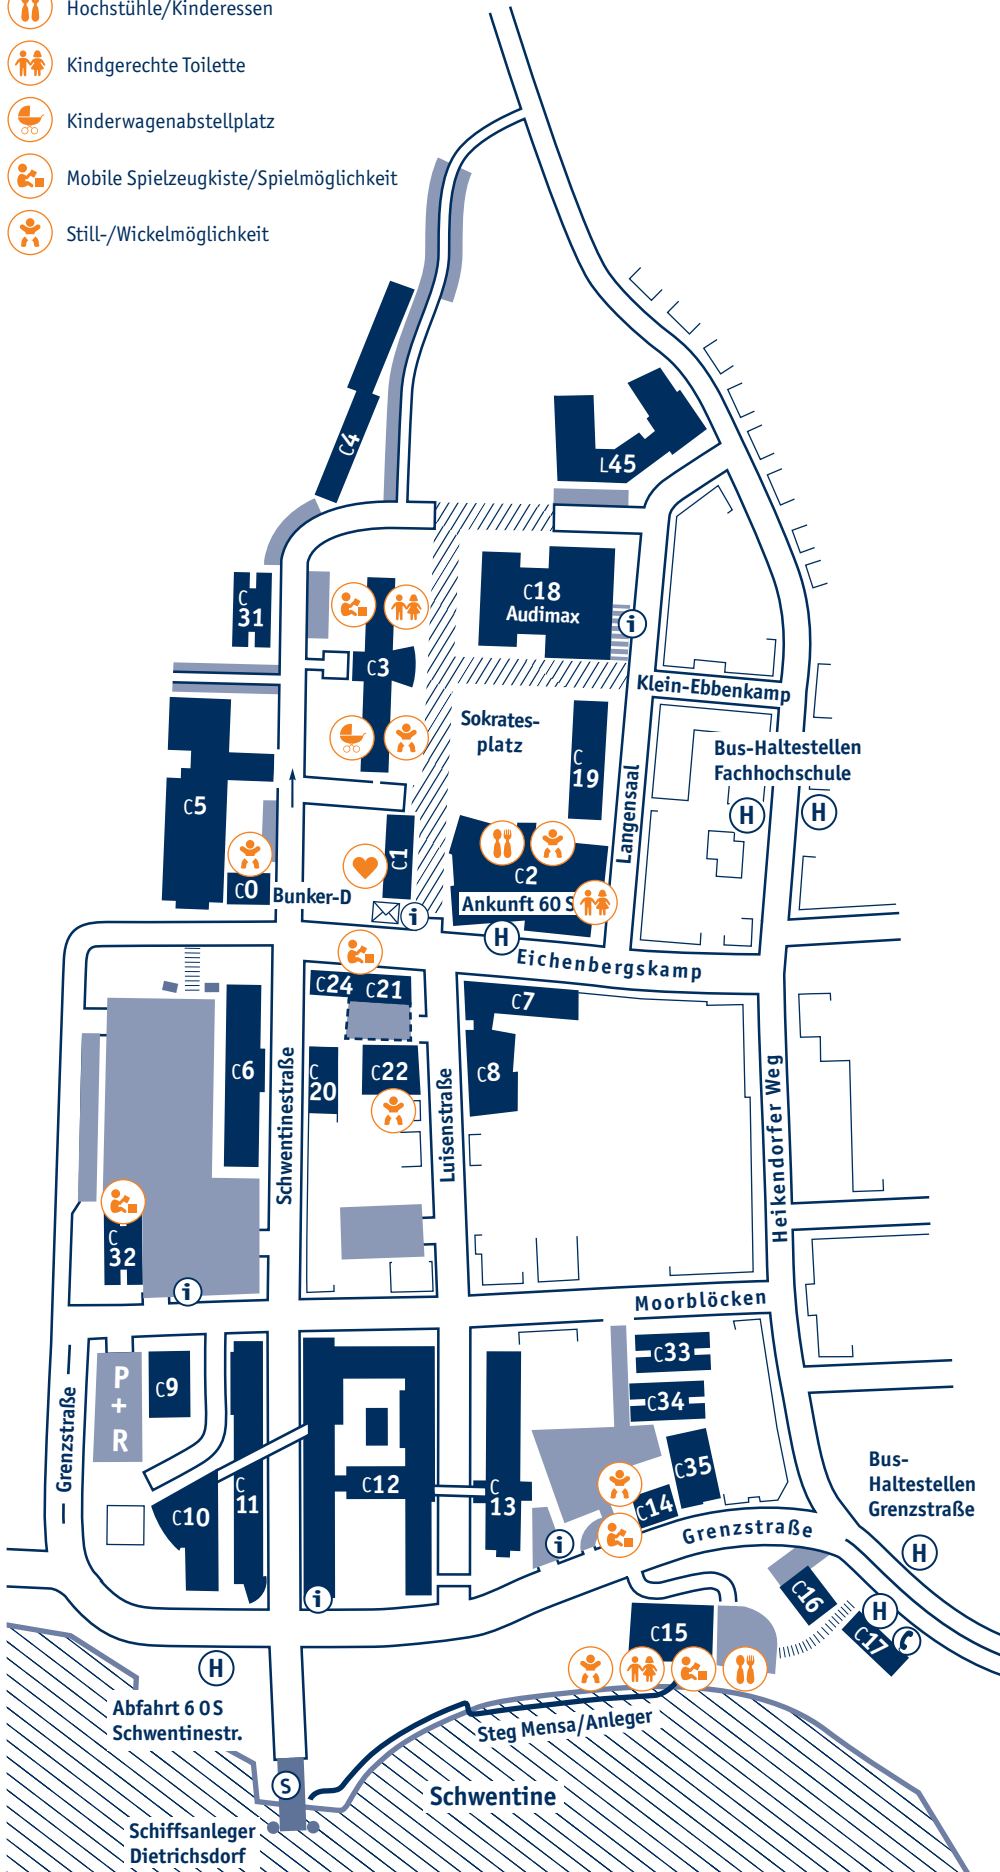 Hochstühle/Kinderessen
Kindgerechte Toilette
Kinderwagenabstellplatz
Mobile Spielzeugkiste/Spielmöglichkeit
Still-/Wickelmöglichkeit
C4
L45
C18
Audimax
i
C
31
C3
Klein-Ebbenkamp
Sokrates-
platz
C
19
Bus-Haltestellen
Fachhochschule
H
H
Langensaal
C5
C1
C2
C0
Bunker-D
Ankunft 60 S
i
H
Eichenbergskamp
C24
C21
C7
C6
C
20
C22
C8
Schwentinestraße
Luisenstraße
Heikendorfer Weg
C
32
i
Moorblöcken
C33
C34
P
+
R
C9
Grenzstraße
C35
C
11
C12
C
13
C10
C14
Bus-
Haltestellen
Grenzstraße
Grenzstraße
i
H
i
C16
H
C15
C17
H
Abfahrt 6 0 S
Schwentinestr.
Steg Mensa/Anleger
S
Schwentine
Schiffsanleger
Dietrichsdorf